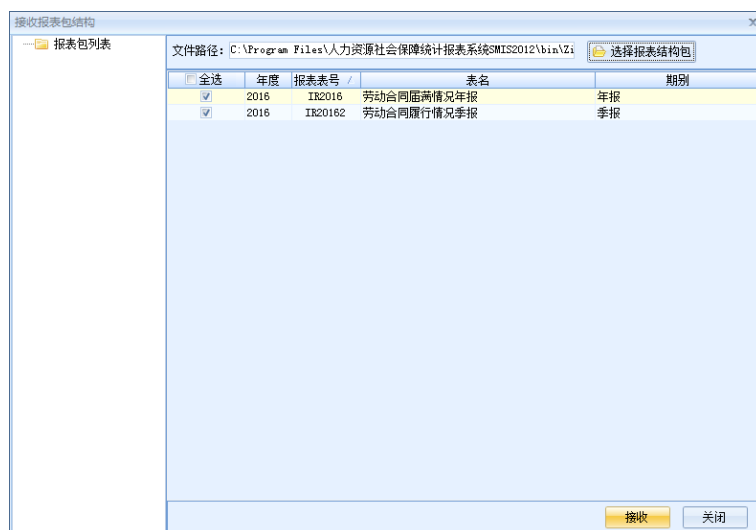 接收报表包结构
报表包列表
文件路径: C:\Program Files\人力资源社会保障统计报表系统SMIS2012\bin\Zi 选择报表结构包
全选 年度 报表表号 / 表名 期别
2016 IR2016 劳动合同届满情况年报 年报
2016 IR20162 劳动合同履行情况季报 季报
接收 关闭